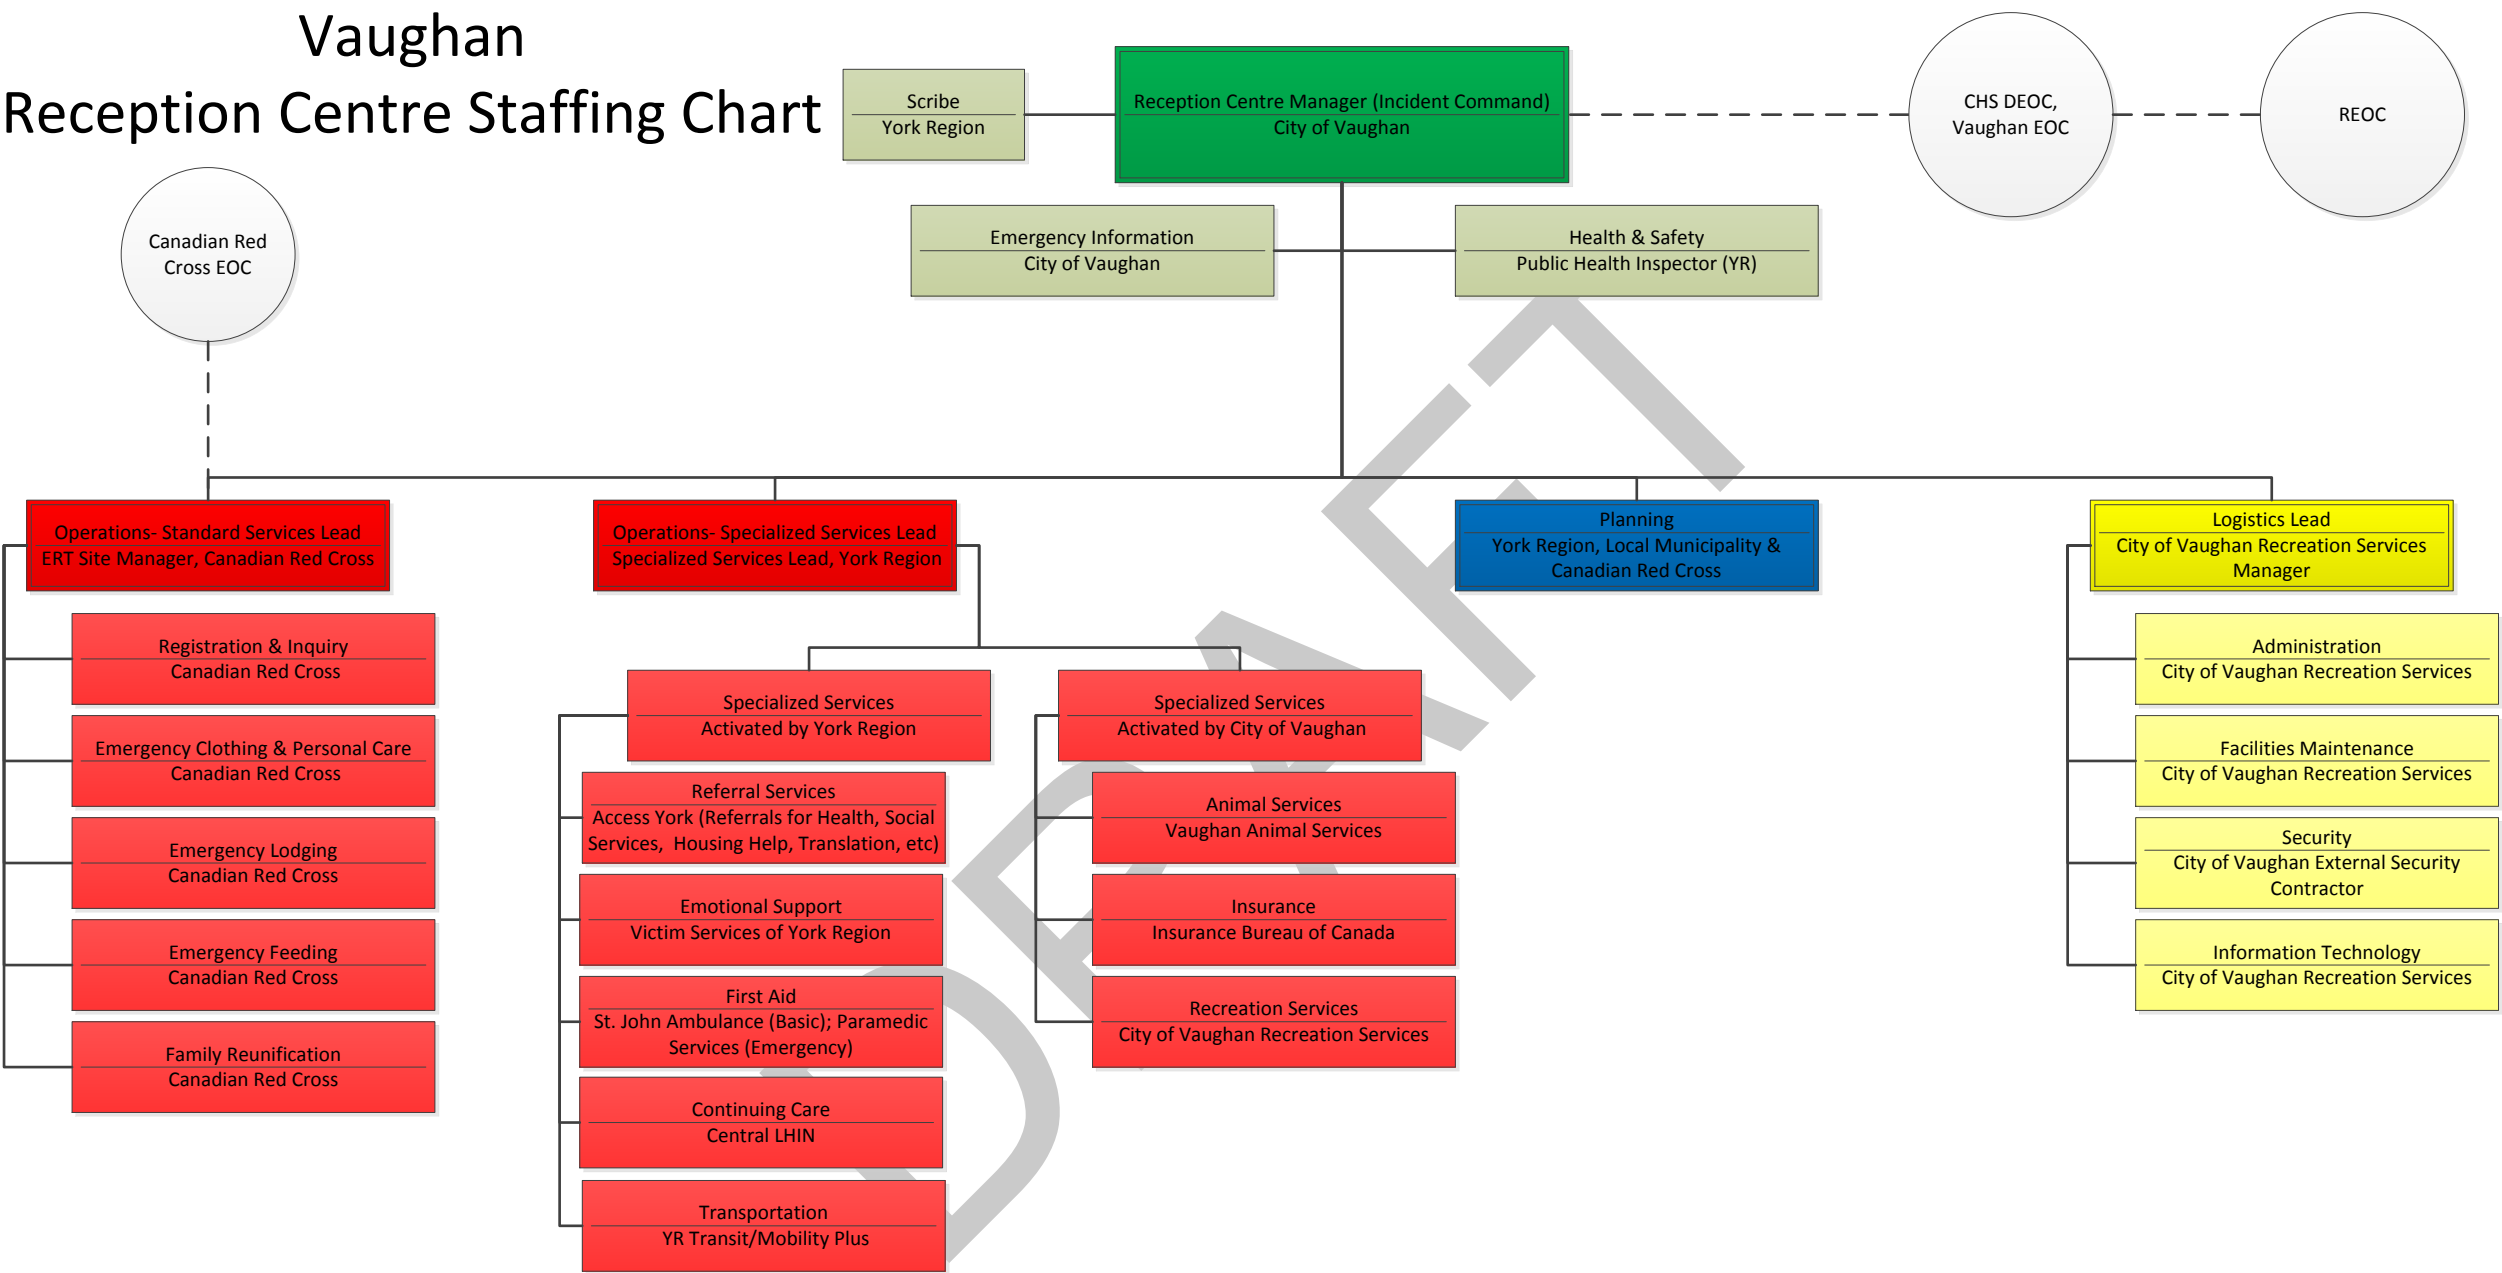 Vaughan
Reception Centre Staffing Chart
Scribe
York Region
Reception Centre Manager (Incident Command)
City of Vaughan
CHS DEOC,
Vaughan EOC
REOC
Canadian Red
Cross EOC
Emergency Information
City of Vaughan
Health & Safety
Public Health Inspector (YR)
Operations- Standard Services Lead
ERT Site Manager, Canadian Red Cross
Registration & Inquiry
Canadian Red Cross
Emergency Clothing & Personal Care
Canadian Red Cross
Emergency Lodging
Canadian Red Cross
Emergency Feeding
Canadian Red Cross
Family Reunification
Canadian Red Cross
Operations- Specialized Services Lead
Specialized Services Lead, York Region
Specialized Services
Activated by York Region
Referral Services
Access York (Referrals for Health, Social
Services, Housing Help, Translation, etc)
Emotional Support
Victim Services of York Region
First Aid
St. John Ambulance (Basic); Paramedic
Services (Emergency)
Continuing Care
Central LHIN
Transportation
YR Transit/Mobility Plus
Specialized Services
Activated by City of Vaughan
Animal Services
Vaughan Animal Services
Insurance
Insurance Bureau of Canada
Recreation Services
City of Vaughan Recreation Services
Planning
York Region, Local Municipality &
Canadian Red Cross
Logistics Lead
City of Vaughan Recreation Services
Manager
Administration
City of Vaughan Recreation Services
Facilities Maintenance
City of Vaughan Recreation Services
Security
City of Vaughan External Security
Contractor
Information Technology
City of Vaughan Recreation Services
DRAFT